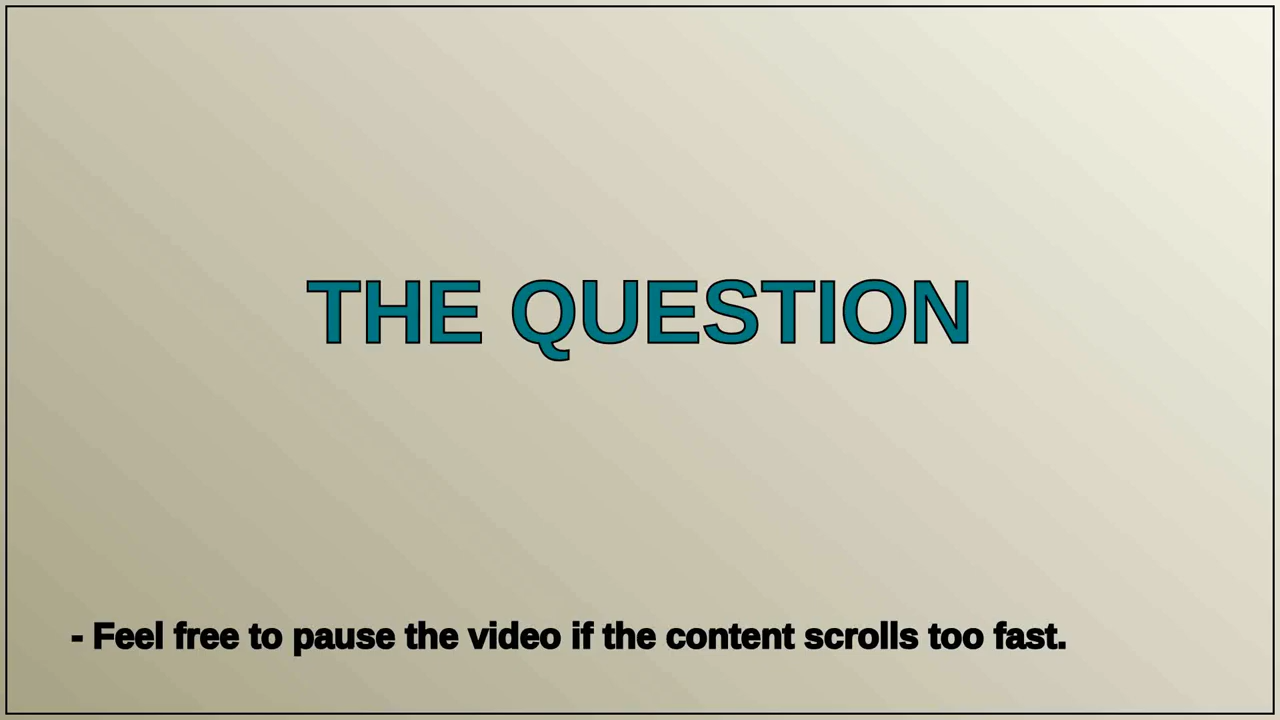 THE QUESTION
- Feel free to pause the video if the content scrolls too fast.